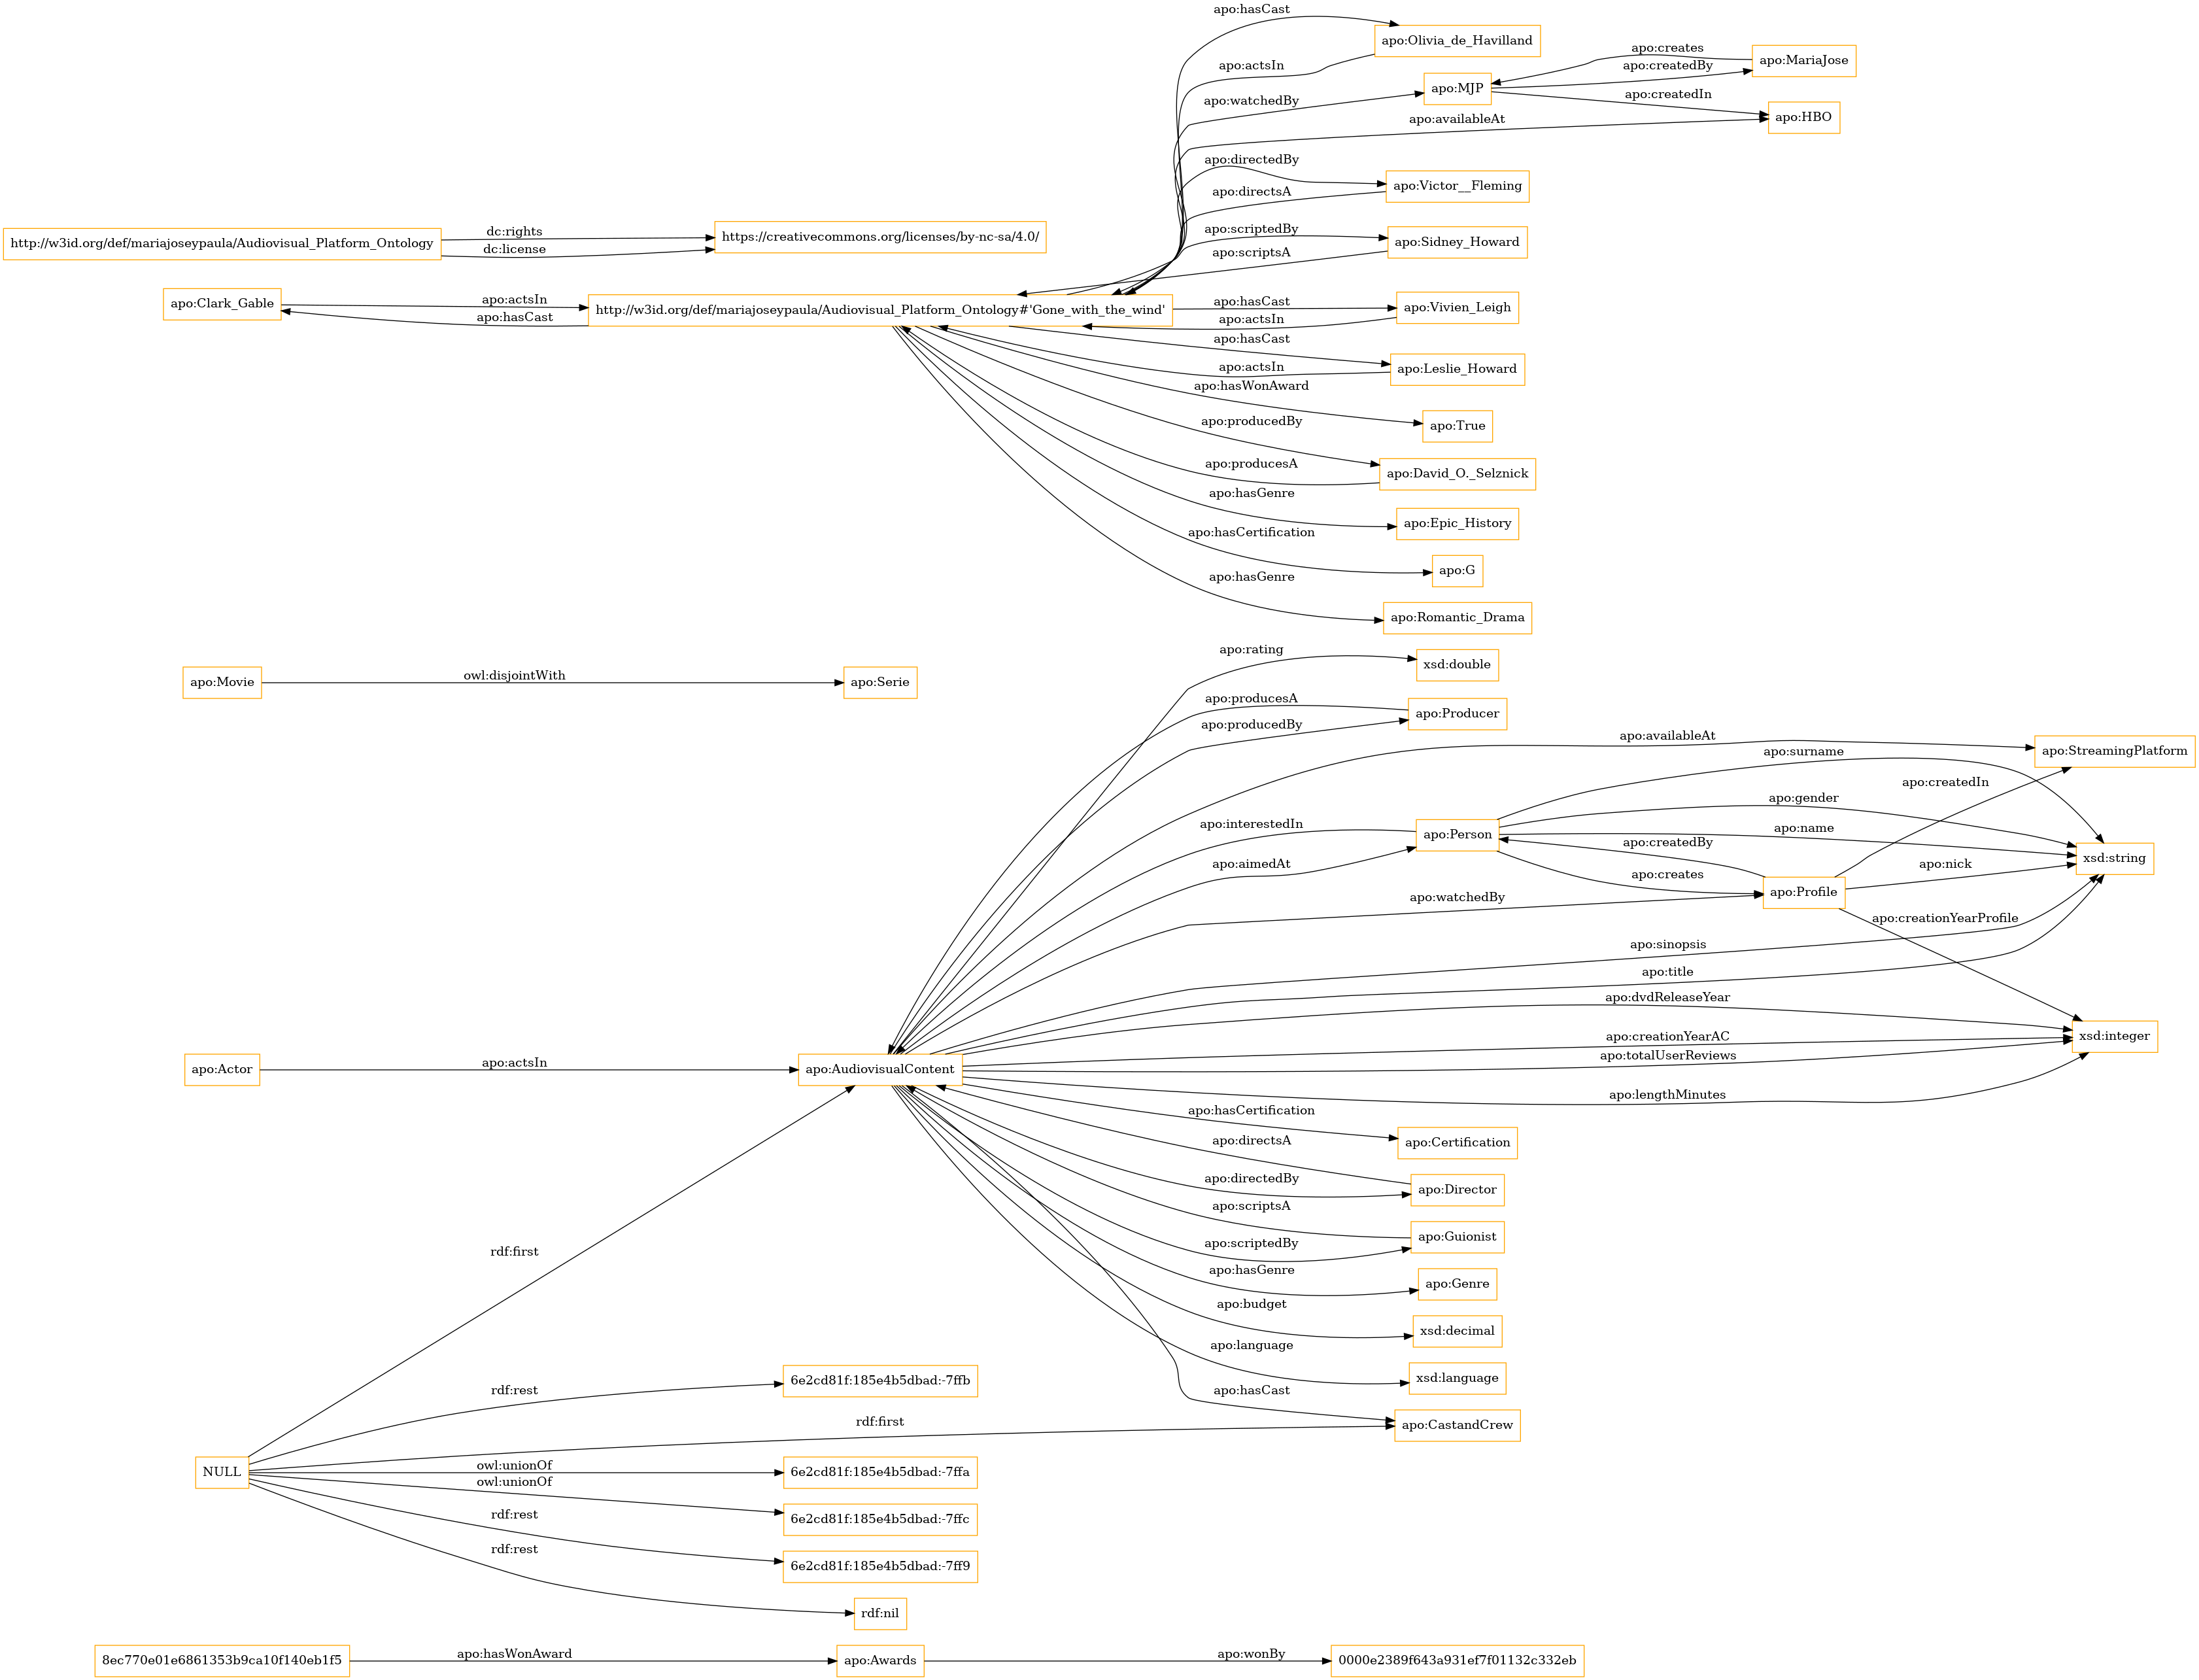 apo:hasCast
apo:Olivia_de_Havilland
apo:actsIn
apo:creates
apo:MariaJose
apo:createdBy
apo:MJP
apo:watchedBy
apo:createdIn
apo:HBO
apo:availableAt
apo:directedBy
apo:Victor__Fleming
apo:directsA
http://w3id.org/def/mariajoseypaula/Audiovisual_Platform_Ontology
dc:rights
dc:license
https://creativecommons.org/licenses/by-nc-sa/4.0/
apo:scriptedBy
apo:Sidney_Howard
apo:scriptsA
apo:Clark_Gable
apo:actsIn
apo:hasCast
http://w3id.org/def/mariajoseypaula/Audiovisual_Platform_Ontology#'Gone_with_the_wind'
apo:hasCast
apo:Vivien_Leigh
apo:actsIn
apo:hasCast
apo:Leslie_Howard
apo:actsIn
apo:hasWonAward
apo:True
apo:producedBy
apo:David_O._Selznick
apo:producesA
apo:hasGenre
apo:Epic_History
apo:hasCertification
apo:G
apo:hasGenre
apo:Romantic_Drama
apo:Movie
owl:disjointWith
apo:Serie
apo:rating
xsd:double
apo:producesA
apo:Producer
apo:producedBy
apo:availableAt
apo:StreamingPlatform
apo:surname
apo:createdIn
apo:gender
apo:interestedIn
apo:Person
apo:name
apo:createdBy
xsd:string
apo:aimedAt
apo:nick
apo:creates
apo:Profile
apo:watchedBy
apo:creationYearProfile
apo:sinopsis
apo:title
apo:dvdReleaseYear
apo:creationYearAC
xsd:integer
apo:totalUserReviews
apo:Actor
apo:actsIn
apo:AudiovisualContent
apo:lengthMinutes
apo:hasCertification
apo:Certification
apo:directsA
apo:directedBy
apo:Director
apo:scriptsA
apo:Guionist
apo:scriptedBy
apo:hasGenre
apo:Genre
apo:budget
xsd:decimal
apo:language
xsd:language
apo:hasCast
apo:CastandCrew
rdf:first
rdf:rest
6e2cd81f:185e4b5dbad:-7ffb
rdf:first
NULL
owl:unionOf
6e2cd81f:185e4b5dbad:-7ffa
owl:unionOf
6e2cd81f:185e4b5dbad:-7ffc
rdf:rest
6e2cd81f:185e4b5dbad:-7ff9
rdf:rest
rdf:nil
8ec770e01e6861353b9ca10f140eb1f5
apo:hasWonAward
apo:Awards
apo:wonBy
0000e2389f643a931ef7f01132c332eb